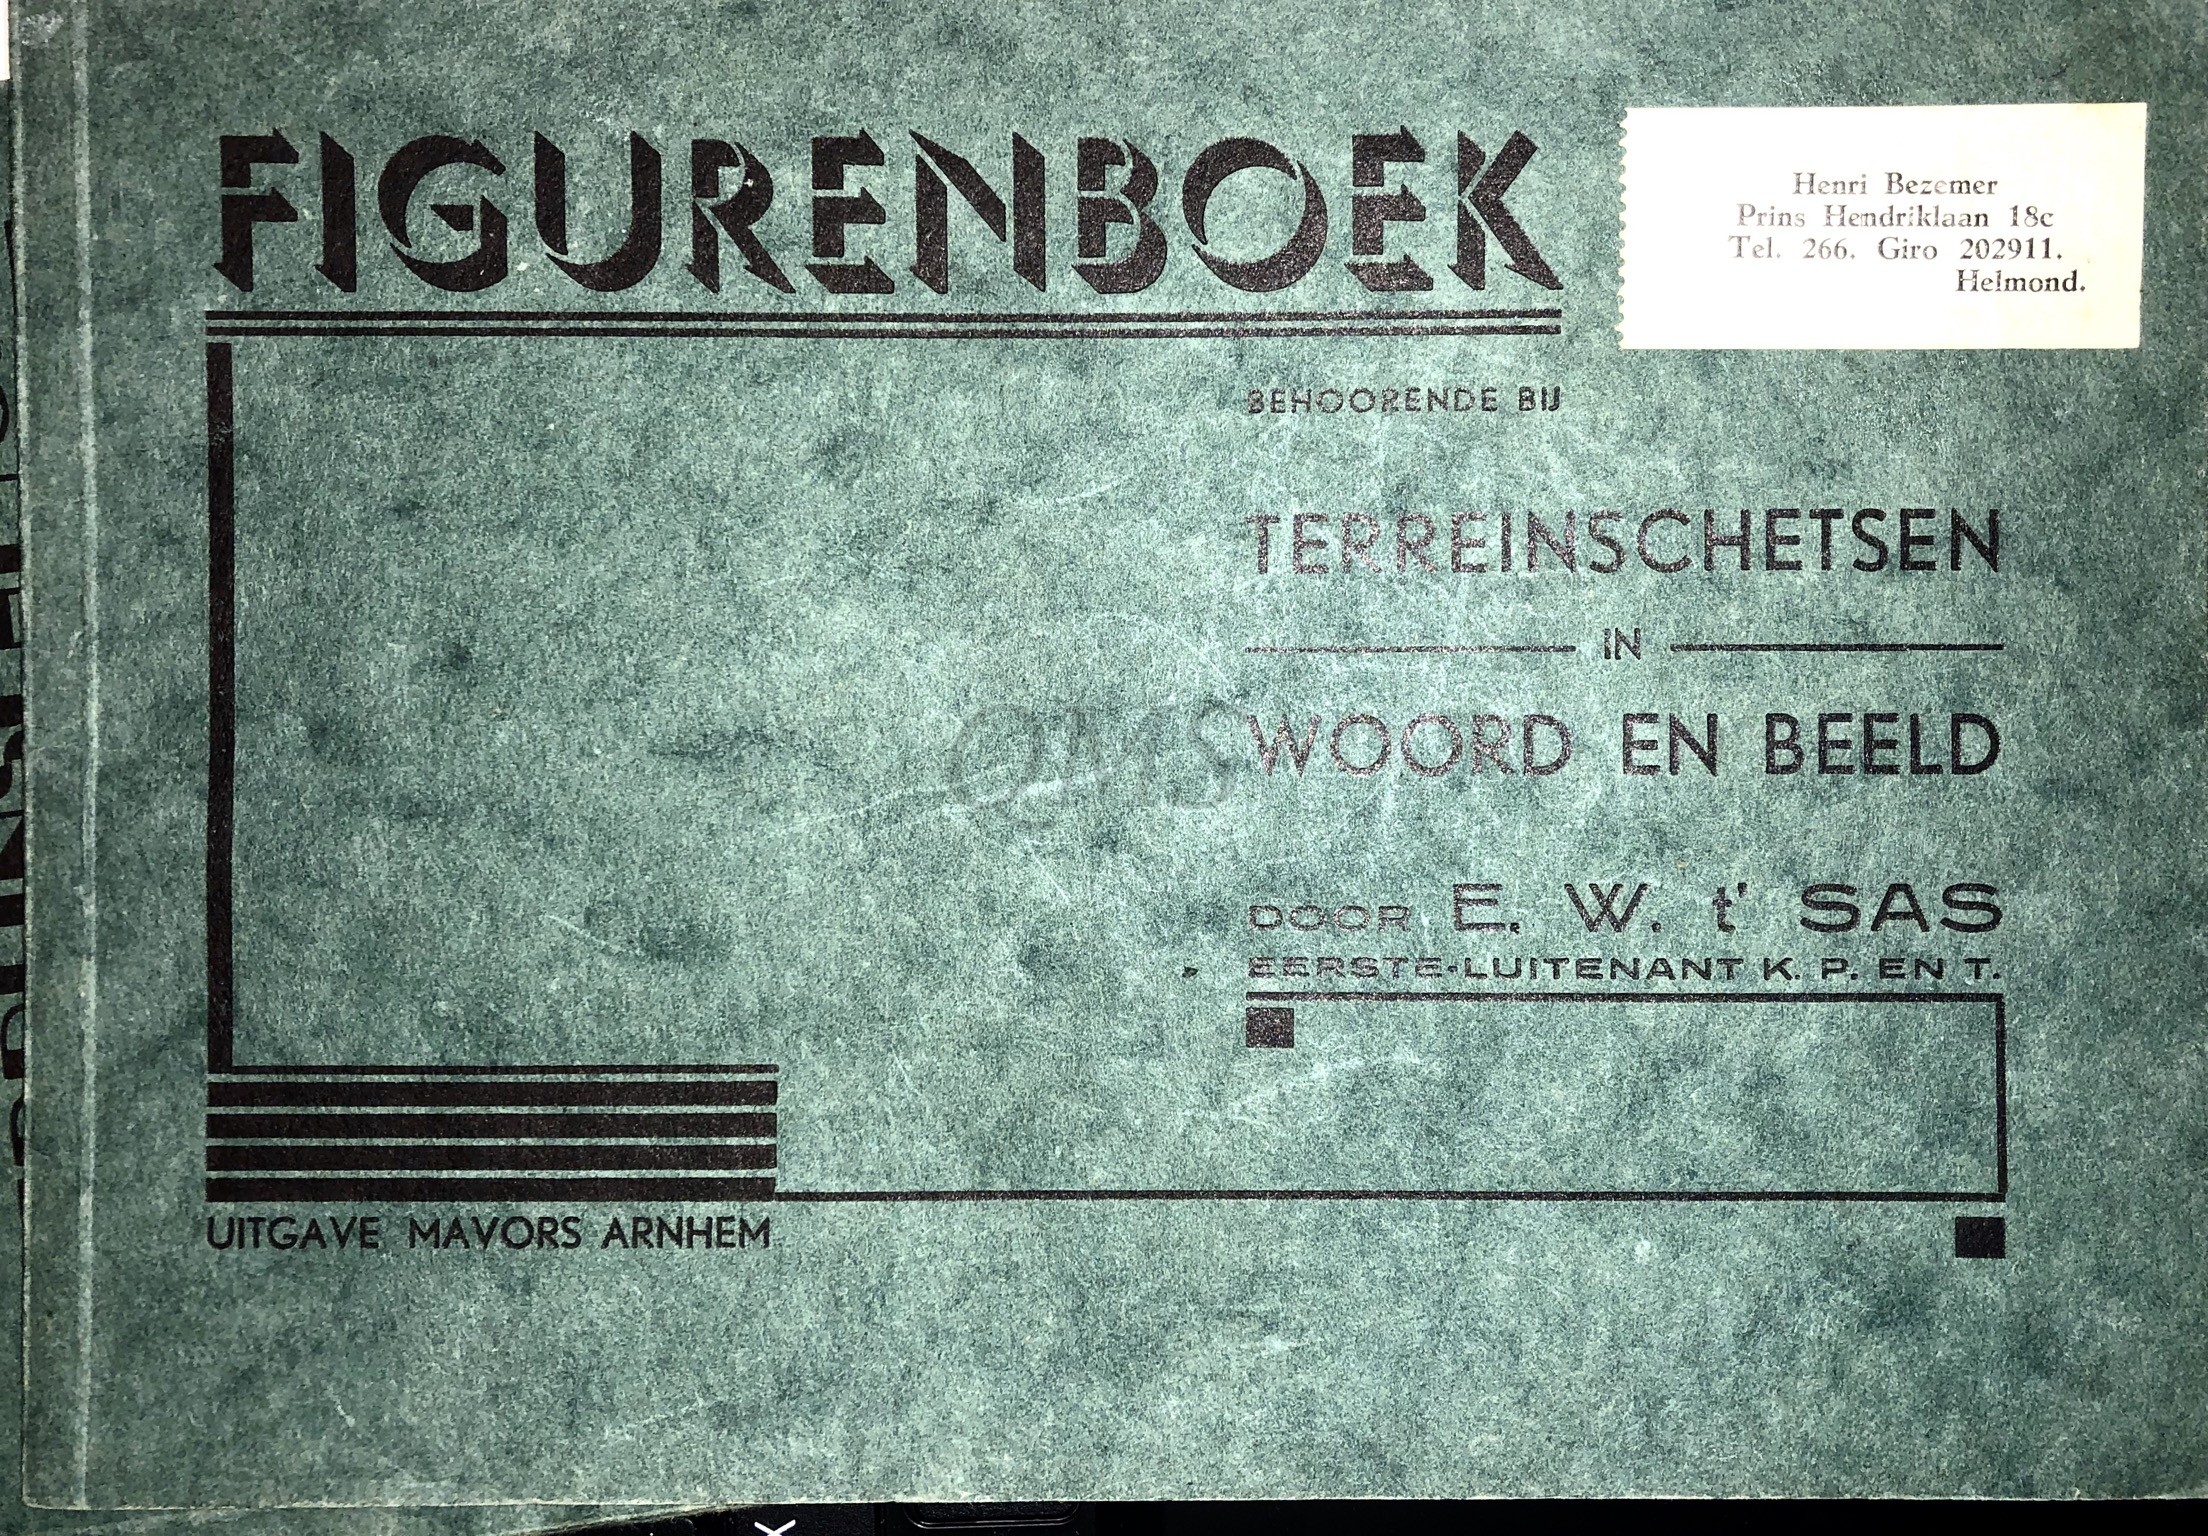 FIGURENBOEK
Henri Bezemer
Prins Hendriklaan 18c
Tel. 266. Giro 202911.
Helmond.
BEHOORENDE BIJ
TERREINSCHETSEN
IN
WOORD EN BEELD
QMS
DOOR E. W. t' SAS
EERSTE-LUITENANT K. P. EN T.
UITGAVE MAVORS ARNHEM
X